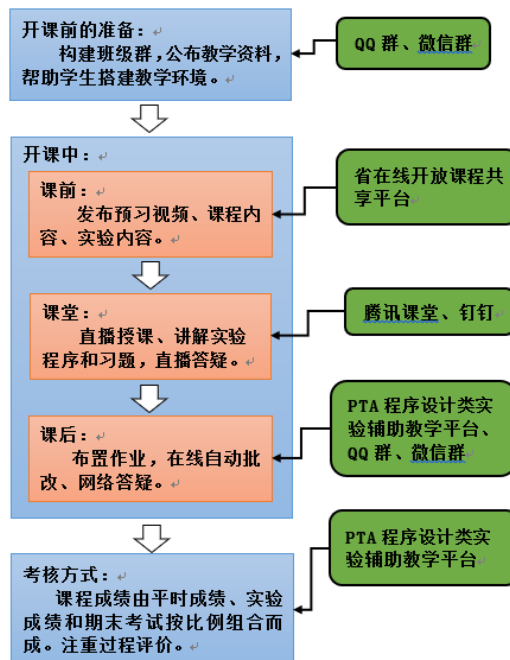 开课前的准备：
构建班级群，公布教学资料，
帮助学生搭建教学环境。
QQ 群、微信群
开课中：
课前：
发布预习视频、课程内
容、实验内容。
省在线开放课程共
享平台
课堂：
直播授课、讲解实验
程序和习题，直播答疑。
腾讯课堂、钉钉
课后：
布置作业，在线自动批
改、网络答疑。
PTA 程序设计类实
验辅助教学平台、
QQ 群、微信群
考核方式：
课程成绩由平时成绩、实验
成绩和期末考试按比例组合而
成。注重过程评价。
PTA 程序设计类实
验辅助教学平台